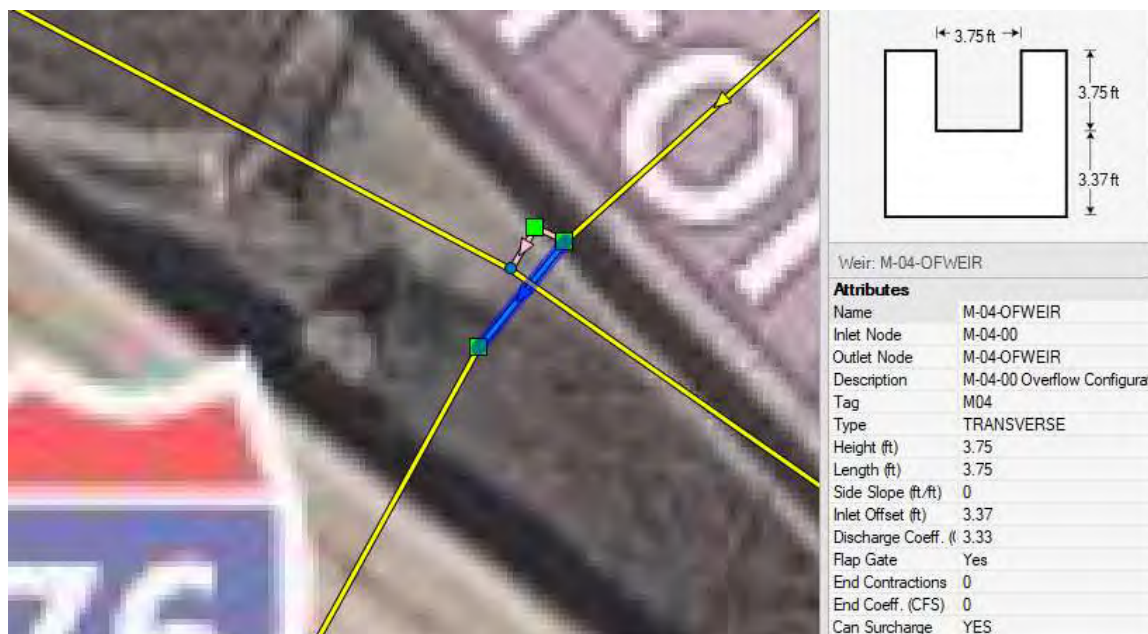 3.75 ft
3.75 ft
3.37 ft
Weir: M-04-OFWEIR
Attributes
Name M-04-OFWEIR
Inlet Node M-04-00
Outlet Node M-04-OFWEIR
Description M-04-00 Overflow Configura
Tag M04
Type TRANSVERSE
Height (ft) 3.75
Length (ft) 3.75
Side Slope (ft/ft) 0
Inlet Offset (ft) 3.37
Discharge Coeff. ( 3.33
Flap Gate Yes
End Contractions 0
End Coeff. (CFS) 0
Can Surcharge YES
76